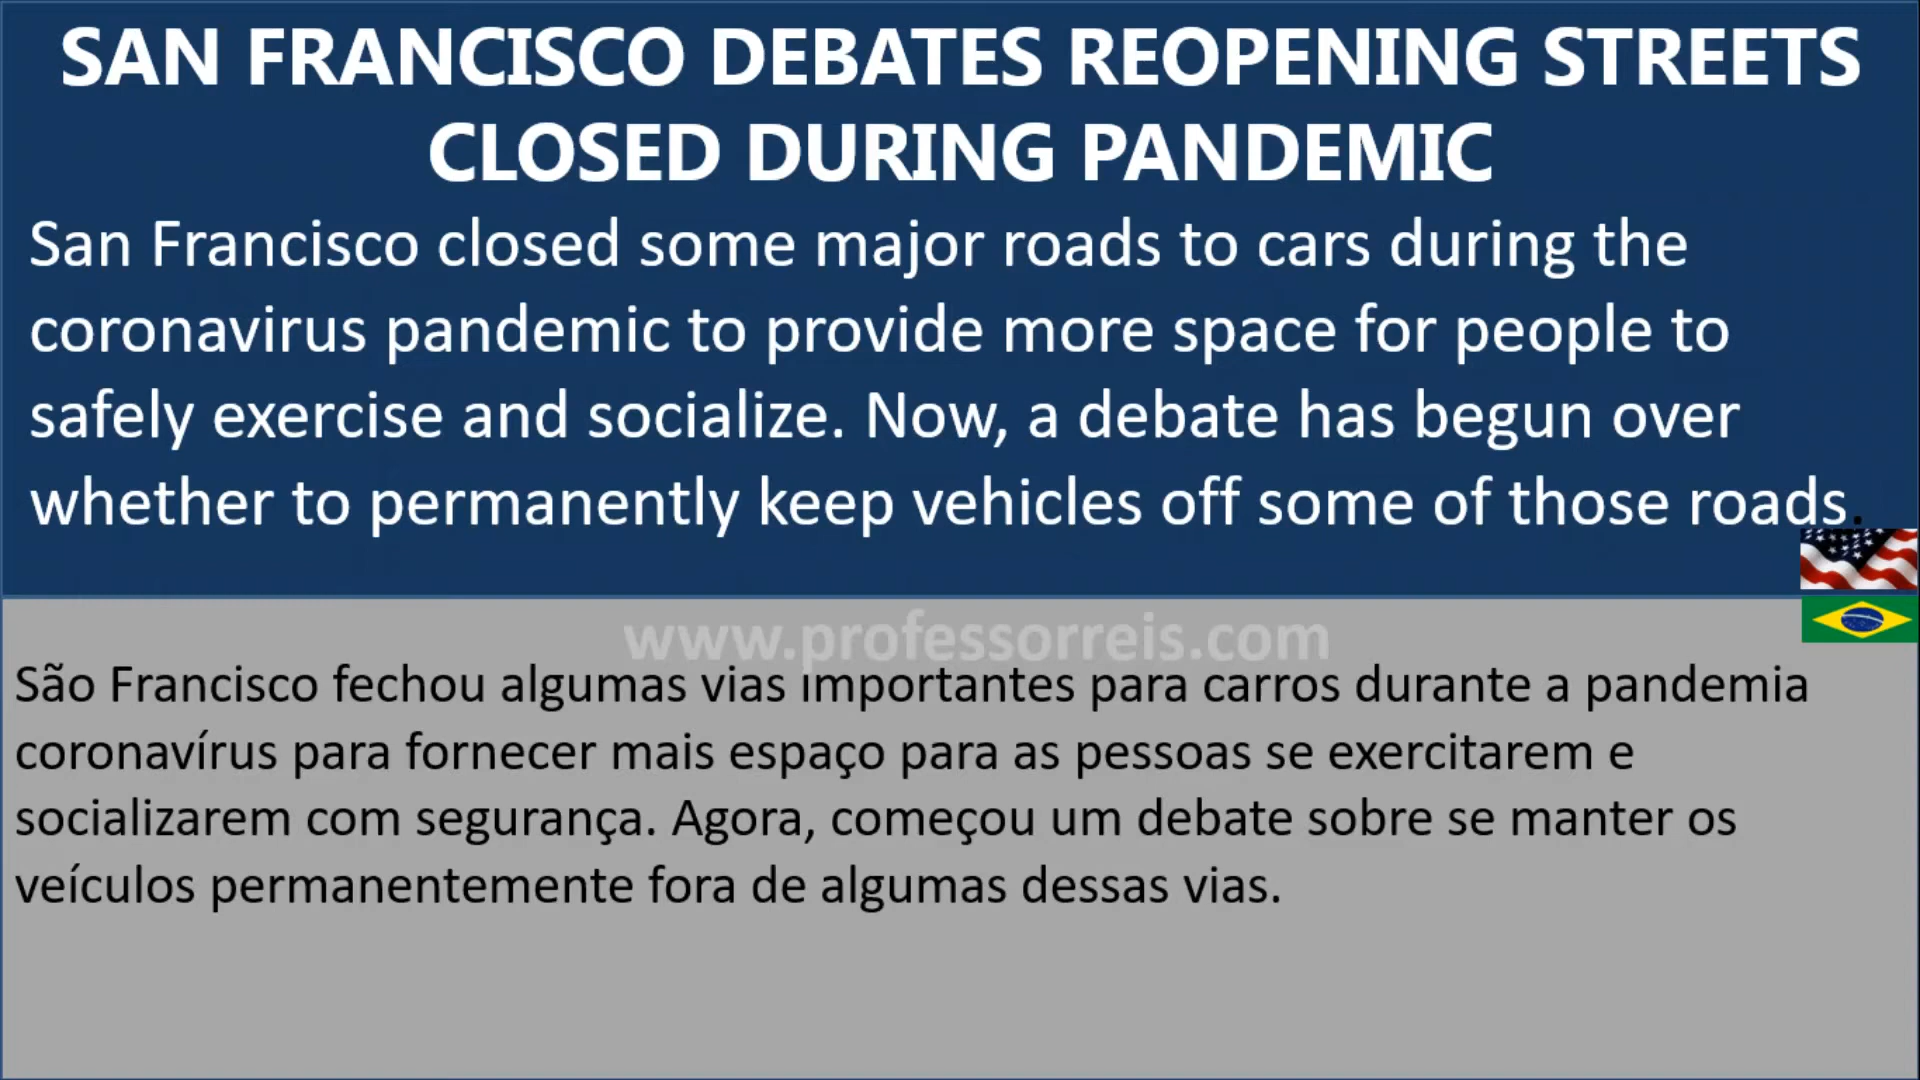 SAN FRANCISCO DEBATES REOPENING STREETS
CLOSED DURING PANDEMIC
San Francisco closed some major roads to cars during the
coronavirus pandemic to provide more space for people to
safely exercise and socialize. Now, a debate has begun over
whether to permanently keep vehicles off some of those roads.
www.professorreis.com
São Francisco fechou algumas vias importantes para carros durante a pandemia
coronavírus para fornecer mais espaço para as pessoas se exercitarem e
socializarem com segurança. Agora, começou um debate sobre se manter os
veículos permanentemente fora de algumas dessas vias.